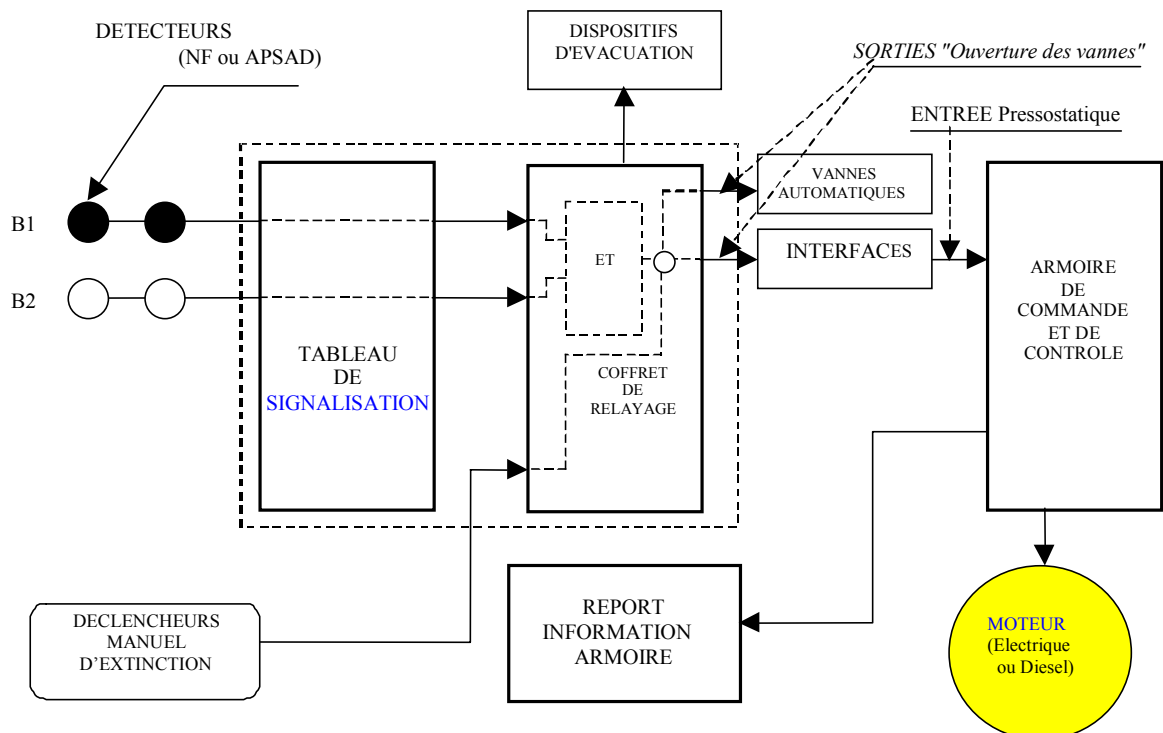 DETECTEURS
(NF ou APSAD)
DISPOSITIFS
D'EVACUATION
SORTIES "Ouverture des vannes"
ENTREE Pressostatique
B1
B2
TABLEAU
DE
SIGNALISATION
ET
COFFRET
DE
RELAYAGE
VANNES
AUTOMATIQUES
INTERFACES
ARMOIRE
DE
COMMANDE
ET DE
CONTROLE
DECLENCHEURS
MANUEL
D’EXTINCTION
REPORT
INFORMATION
ARMOIRE
MOTEUR
(Electrique
ou Diesel)